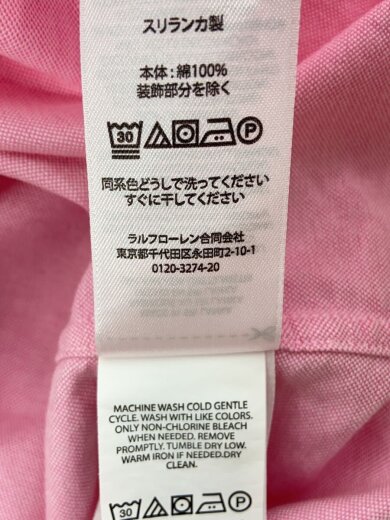 スリランカ製
本体：綿100%
装飾部分を除く
30 P
同系色どうしで洗ってください
すぐに干してください
ラルフローレン合同会社
東京都千代田区永田町2-10-1
0120-3274-20
MACHINE WASH COLD GENTLE
CYCLE. WASH WITH LIKE COLORS.
ONLY NON-CHLORINE BLEACH
WHEN NEEDED. REMOVE
PROMPTLY. TUMBLE DRY LOW.
WARM IRON IF NEEDED.DRY
CLEAN.
30 P